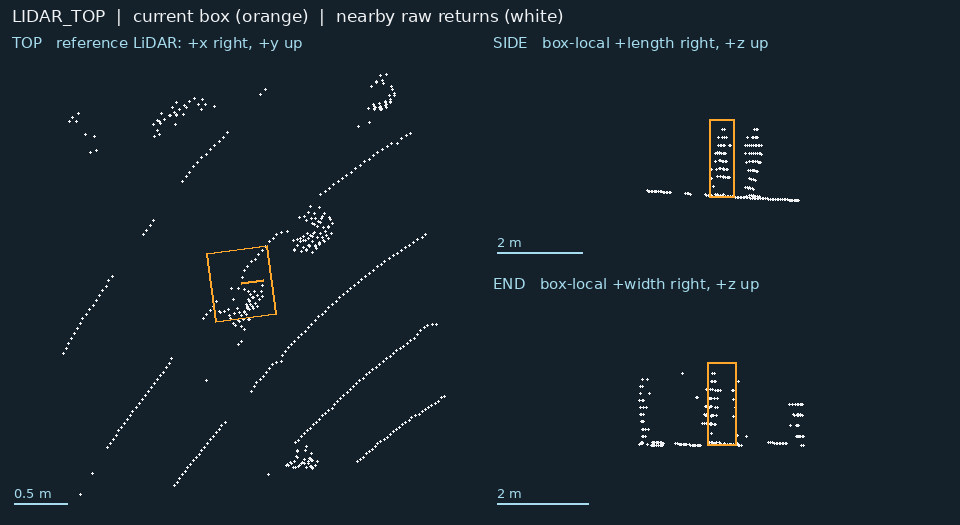 LIDAR_TOP  |  current box (orange)  |  nearby raw returns (white)
TOP   reference LiDAR: +x right, +y up
SIDE   box-local +length right, +z up
2 m
END   box-local +width right, +z up
0.5 m
2 m